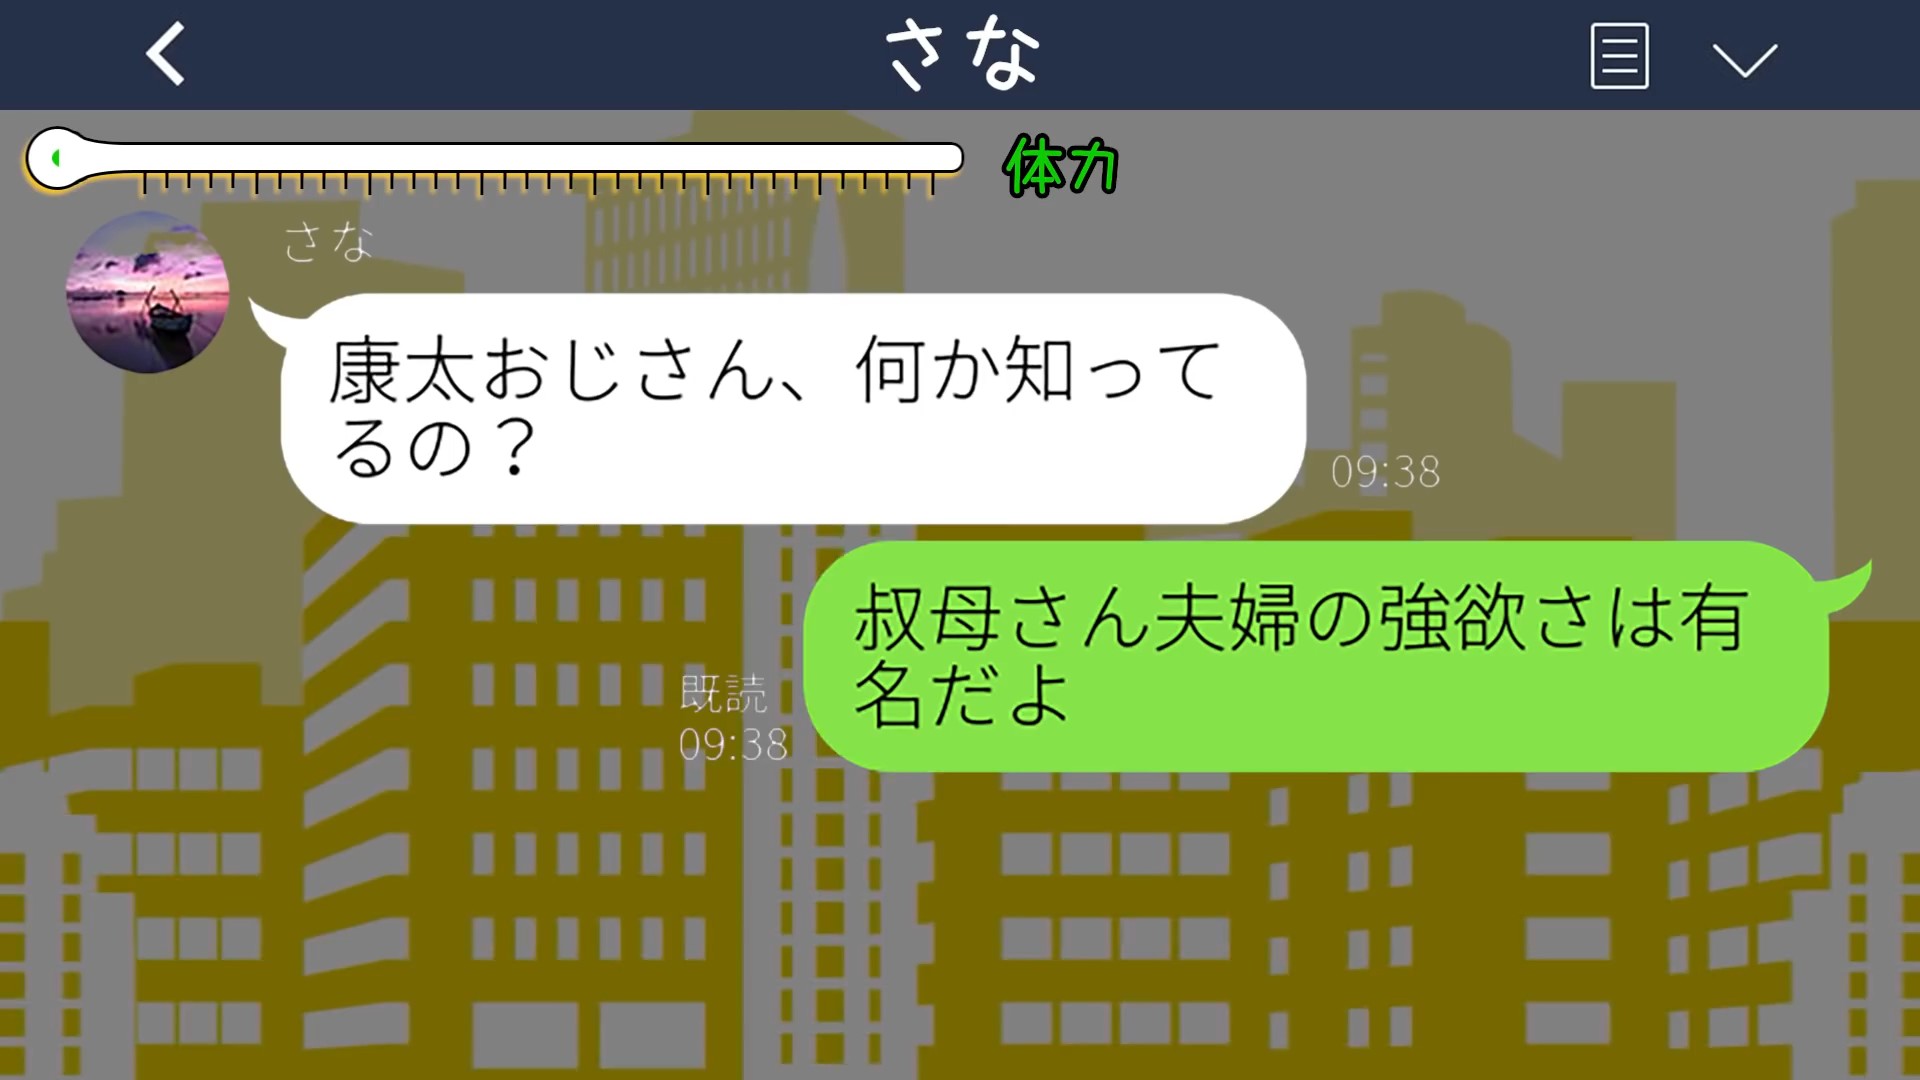 さな
体力
さな
康太おじさん、何か知って
るの？
09:38
叔母さん夫婦の強欲さは有
名だよ
既読
09:38